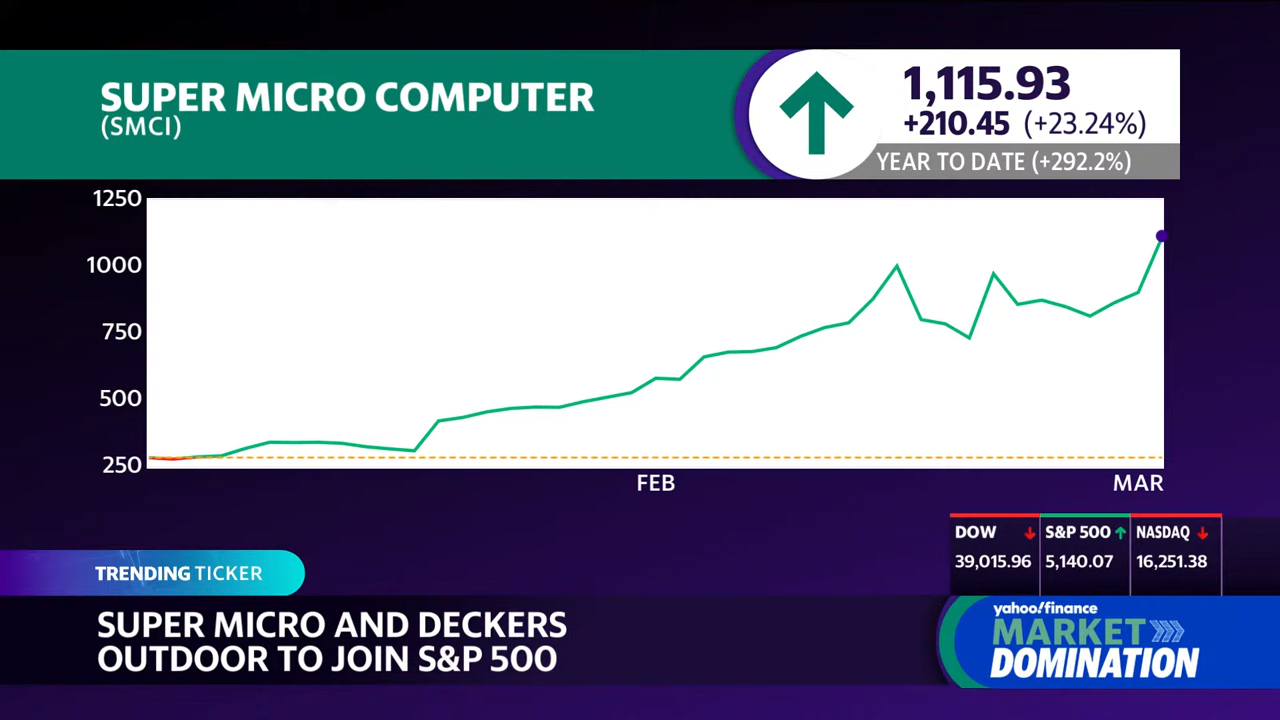 SUPER MICRO COMPUTER
(SMCI)
1,115.93
+210.45 (+23.24%)
YEAR TO DATE (+292.2%)
1250
1000
750
500
250
FEB
MAR
DOW
39,015.96
S&P 500
5,140.07
NASDAQ
16,251.38
TRENDING TICKER
SUPER MICRO AND DECKERS
OUTDOOR TO JOIN S&P 500
yahoo!finance
MARKET
DOMINATION